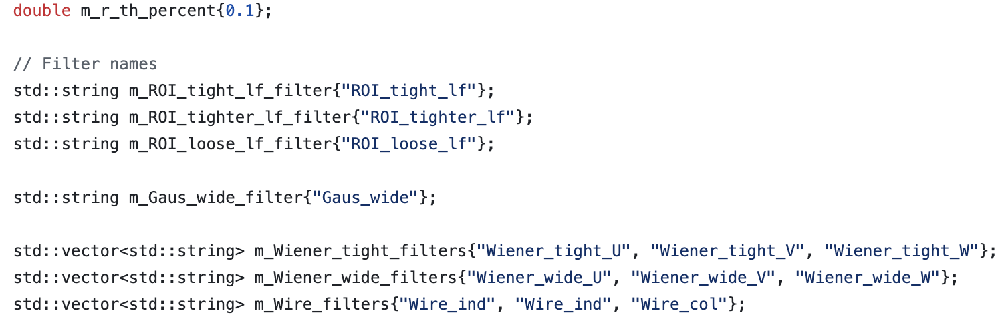 double m_r_th_percent{0.1};
// Filter names
std::string m_ROI_tight_lf_filter{"ROI_tight_lf"};
std::string m_ROI_tighter_lf_filter{"ROI_tighter_lf"};
std::string m_ROI_loose_lf_filter{"ROI_loose_lf"};
std::string m_Gaus_wide_filter{"Gaus_wide"};
std::vector<std::string> m_Wiener_tight_filters{"Wiener_tight_U", "Wiener_tight_V", "Wiener_tight_W"};
std::vector<std::string> m_Wiener_wide_filters{"Wiener_wide_U", "Wiener_wide_V", "Wiener_wide_W"};
std::vector<std::string> m_Wire_filters{"Wire_ind", "Wire_ind", "Wire_col"};